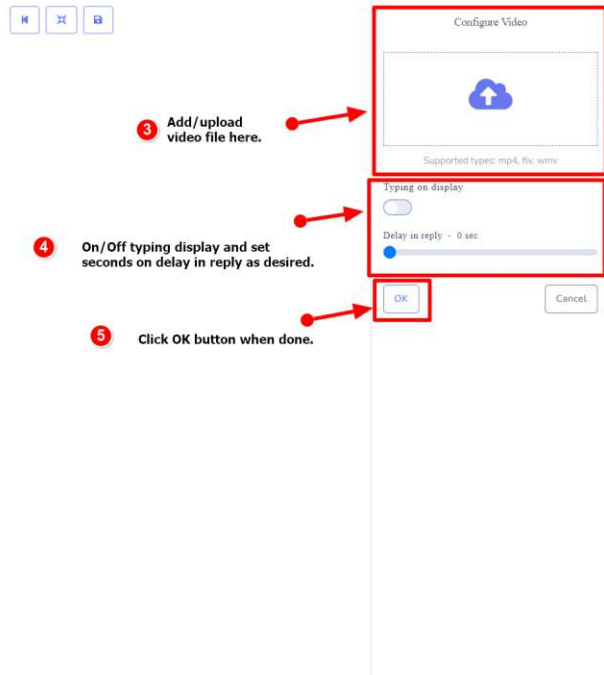 Configure Video
Supported types: mp4, flv, wmv
3 Add/upload
video file here.
Typing on display
Delay in reply - 0 sec
4 On/Off typing display and set
seconds on delay in reply as desired.
OK
Cancel
5 Click OK button when done.